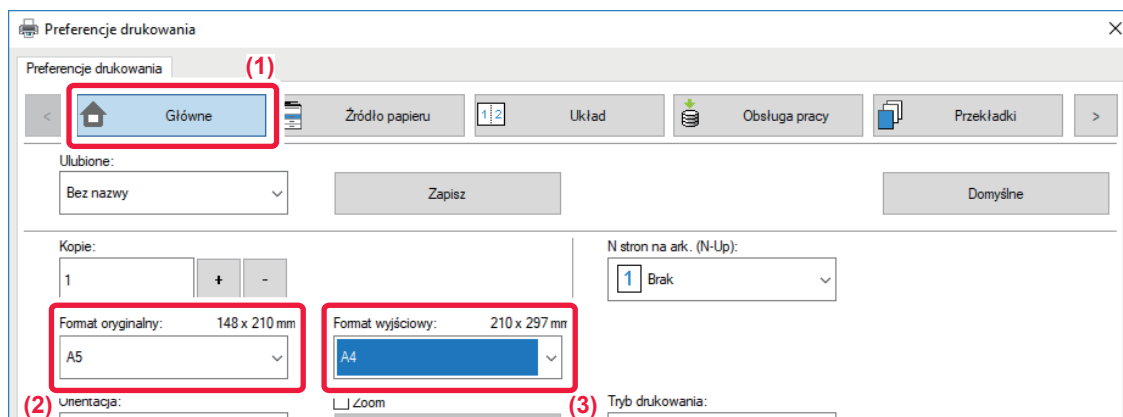 Preferencje drukowania
Preferencje drukowania
(1)
< Główne Źródło papieru 1 2 Układ Obsługa pracy Przekładki >
Ulubione:
Bez nazwy Zapisz Domyślne
Kopie: N stron na ark. (N-Up):
1 + - 1 Brak
Format oryginalny: 148 x 210 mm Format wyjściowy: 210 x 297 mm
A5 A4
(2) Orientacja: Zoom (3) Tryb drukowania: